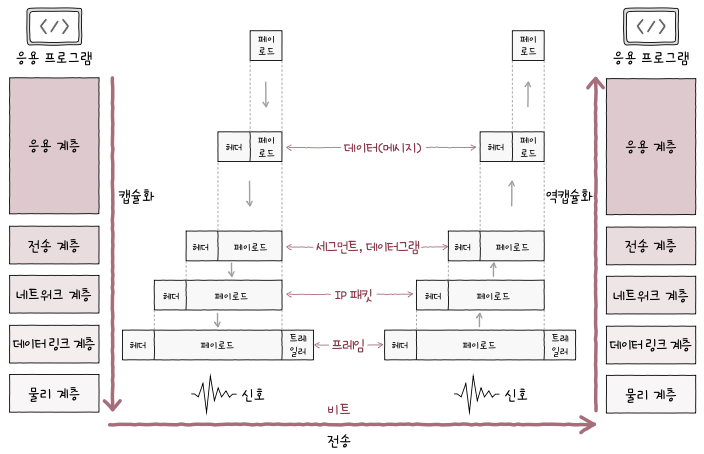 응용 프로그램
응용 프로그램
페이
로드
페이
로드
응용 계층
헤더
페이
로드
데이터(메시지)
헤더
페이
로드
응용 계층
캡슐화
역캡슐화
전송 계층
헤더
페이로드
세그먼트, 데이터그램
헤더
페이로드
전송 계층
네트워크 계층
헤더
페이로드
IP 패킷
헤더
페이로드
네트워크 계층
데이터 링크 계층
헤더
페이로드
트레
일러
프레임
헤더
페이로드
트레
일러
데이터 링크 계층
물리 계층
신호
비트
신호
물리 계층
전송